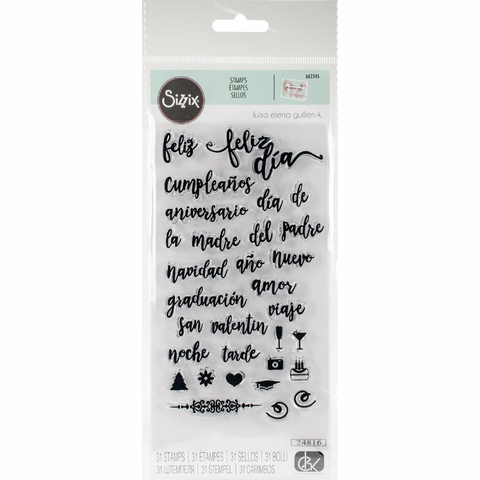 Sizzix
STAMPS
ÉTAMPES
SELLOS
luisa elena guillen-k
feliz feliz día
cumpleaños
aniversario día de
la madre del padre
navidad año nuevo
graduación amor
viaje
san valentin
noche tarde
24816
31 STAMPS | 31 ÉTAMPES | 31 SELLOS | 31 BOLLI
31 ШТЕМПЕЛЯ | 31 STEMPEL | 31 CARIMBOS